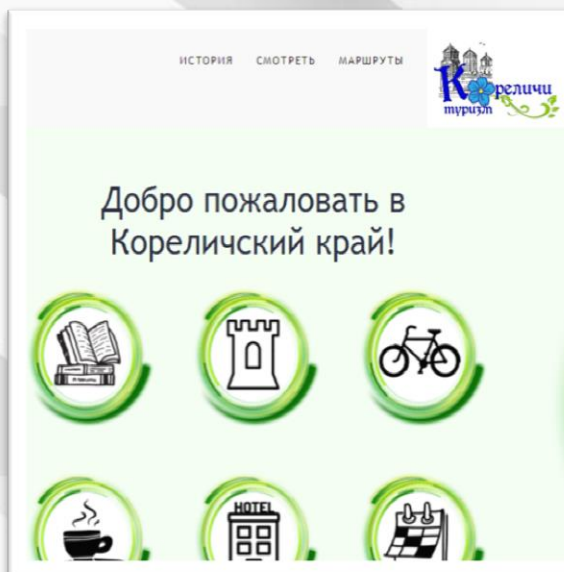 ИСТОРИЯ СМОТРЕТЬ МАРШРУТЫ
Кореличи
туризм
Добро пожаловать в
Кореличский край!
HOTEL